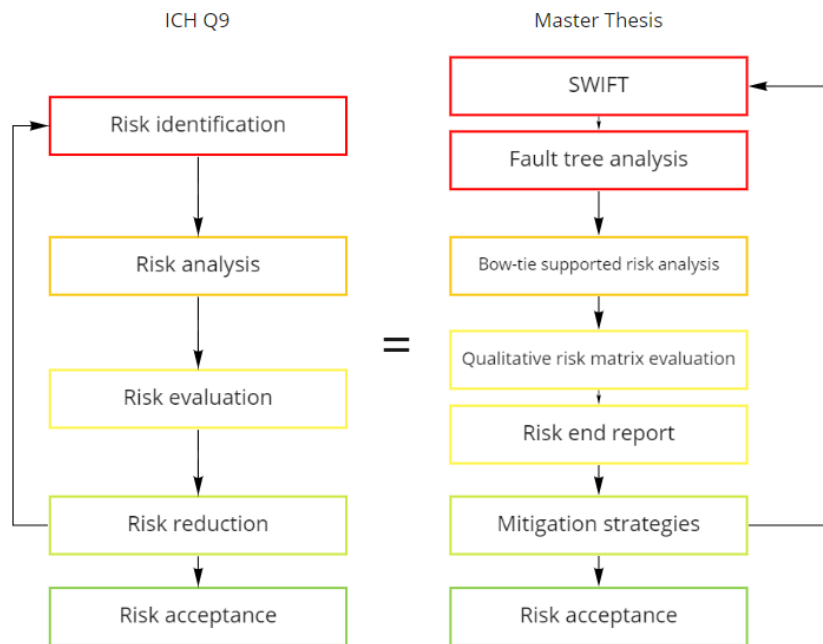 ICH Q9
Master Thesis
Risk identification
Risk analysis
Risk evaluation
Risk reduction
Risk acceptance
=
SWIFT
Fault tree analysis
Bow-tie supported risk analysis
Qualitative risk matrix evaluation
Risk end report
Mitigation strategies
Risk acceptance